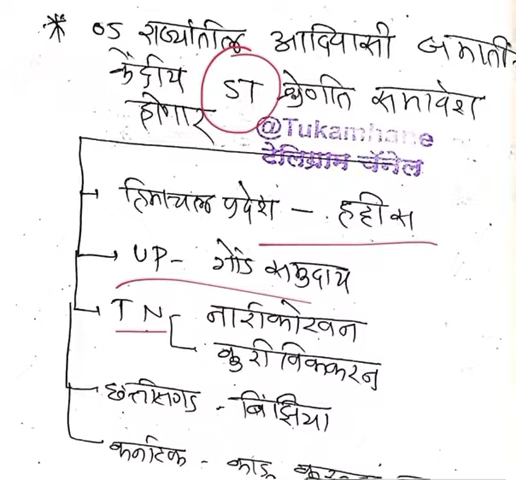 * 05 राज्यांतील आदिवासी जमाती
केंद्रीय ST श्रेणीत समावेश
होणार
@Tukamhane
टेलिग्राम चॅनेल
हिमाचल प्रदेश - हट्टीस
UP - गोंड समुदाय
TN नारीकोरवन
कुरीविक्करन
छत्तीसगड - बिंझिया
कर्नाटक - काडू